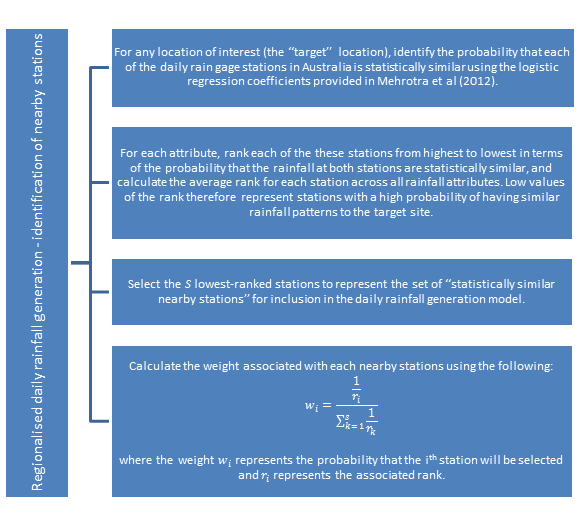 Regionalised daily rainfall generation - identification of nearby stations
For any location of interest (the “target” location), identify the probability that each
of the daily rain gage stations in Australia is statistically similar using the logistic
regression coefficients provided in Mehrotra et al (2012).
For each attribute, rank each of the these stations from highest to lowest in terms
of the probability that the rainfall at both stations are statistically similar, and
calculate the average rank for each station across all rainfall attributes. Low values
of the rank therefore represent stations with a high probability of having similar
rainfall patterns to the target site.
Select the S lowest-ranked stations to represent the set of “statistically similar
nearby stations” for inclusion in the daily rainfall generation model.
Calculate the weight associated with each nearby stations using the following:
w_i = (1/r_i) / (∑_{k=1}^{s} 1/r_k)
where the weight w_i represents the probability that the i^th station will be selected
and r_i represents the associated rank.